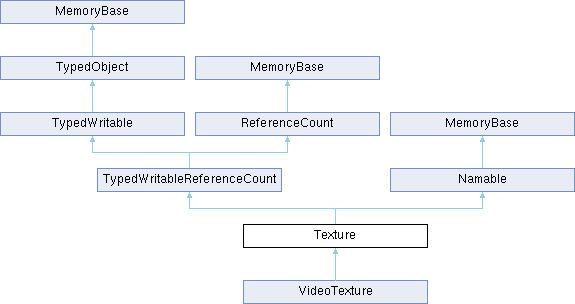 MemoryBase
TypedObject
MemoryBase
TypedWritable
ReferenceCount
MemoryBase
TypedWritableReferenceCount
Namable
Texture
VideoTexture